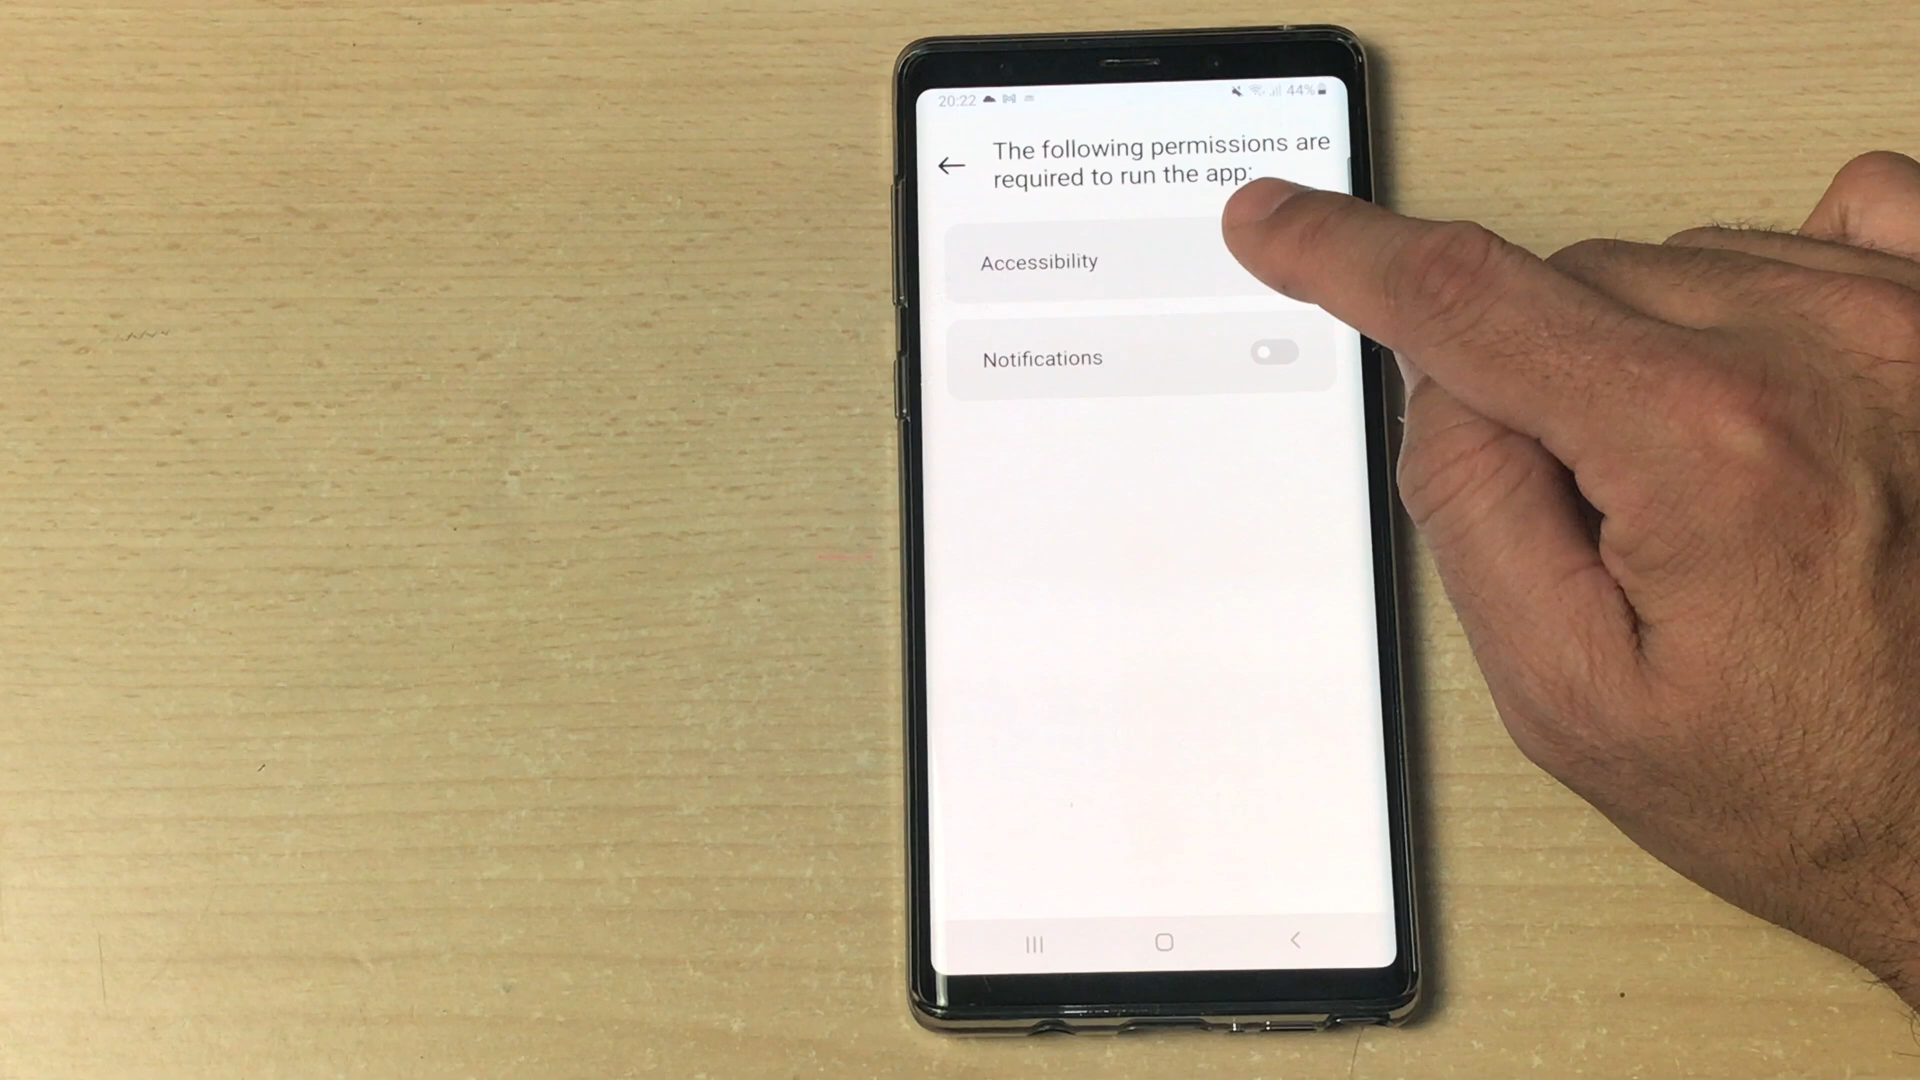 20:22 44%
The following permissions are
required to run the app:
Accessibility
Notifications